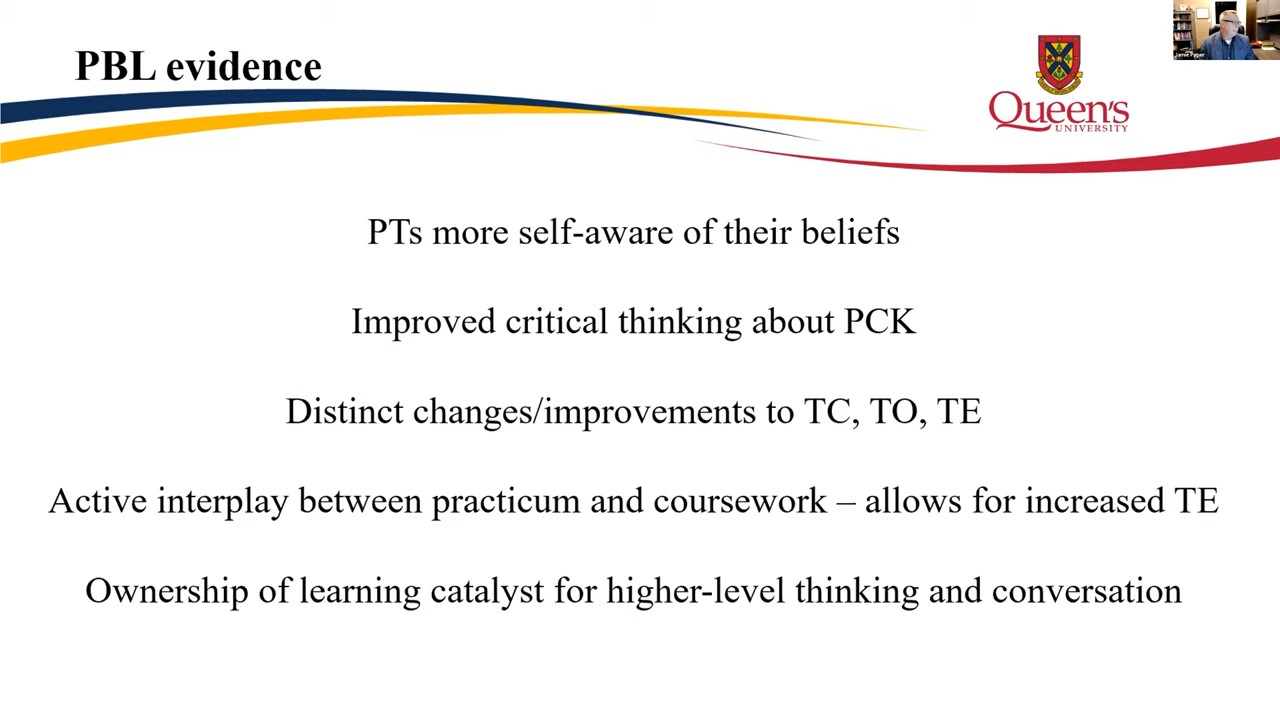 PBL evidence
Queen's
UNIVERSITY
Jamie Pyper
PTs more self-aware of their beliefs
Improved critical thinking about PCK
Distinct changes/improvements to TC, TO, TE
Active interplay between practicum and coursework – allows for increased TE
Ownership of learning catalyst for higher-level thinking and conversation